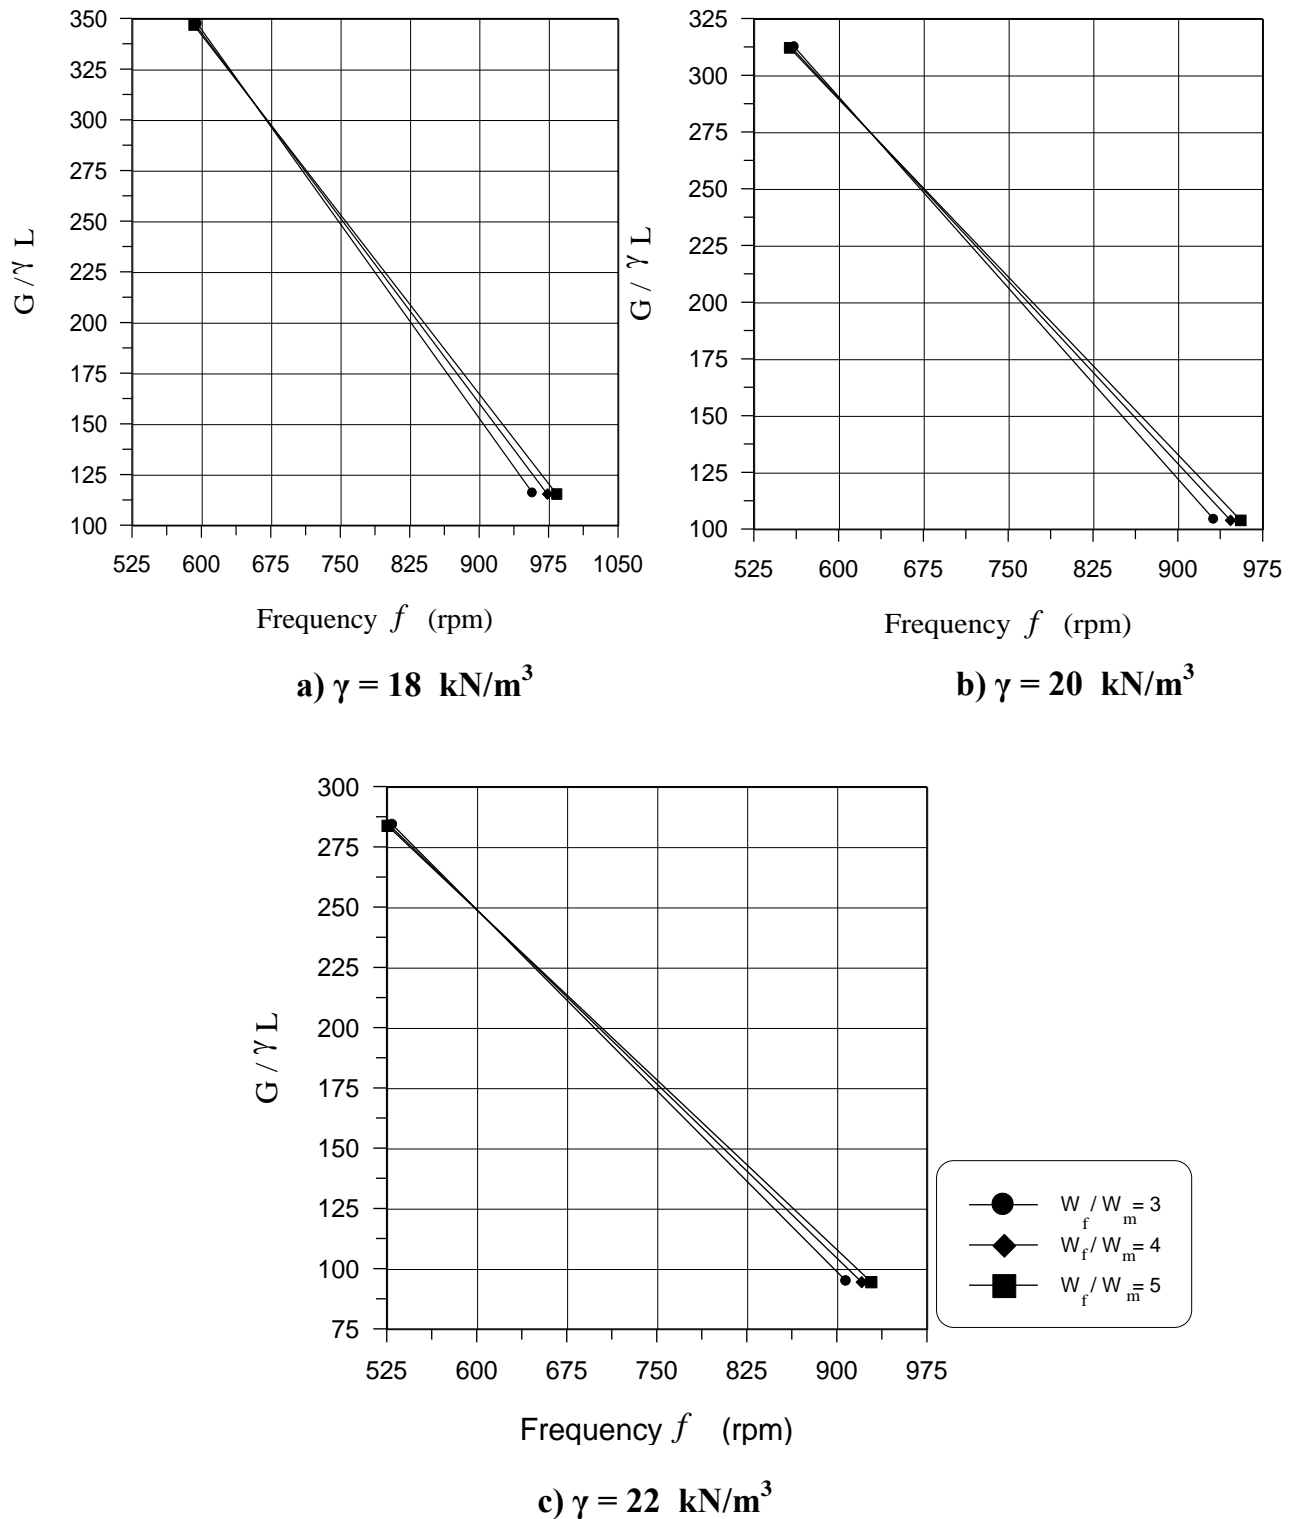 350
325
300
275
250
225
200
175
150
125
100
G / γ L
525 600 675 750 825 900 975 1050
Frequency f (rpm)
a) γ = 18 kN/m³
325
300
275
250
225
200
175
150
125
100
G / γ L
525 600 675 750 825 900 975
Frequency f (rpm)
b) γ = 20 kN/m³
300
275
250
225
200
175
150
125
100
75
G / γ L
525 600 675 750 825 900 975
Frequency f (rpm)
c) γ = 22 kN/m³
W_f / W_m = 3
W_f / W_m = 4
W_f / W_m = 5